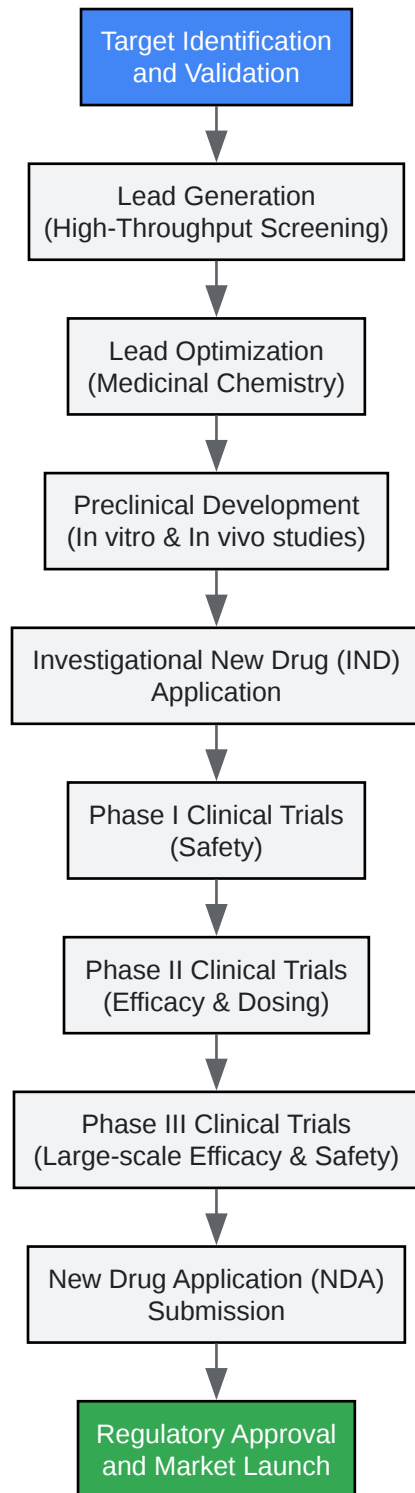 Target Identification
and Validation
Lead Generation
(High-Throughput Screening)
Lead Optimization
(Medicinal Chemistry)
Preclinical Development
(In vitro & In vivo studies)
Investigational New Drug (IND)
Application
Phase I Clinical Trials
(Safety)
Phase II Clinical Trials
(Efficacy & Dosing)
Phase III Clinical Trials
(Large-scale Efficacy & Safety)
New Drug Application (NDA)
Submission
Regulatory Approval
and Market Launch